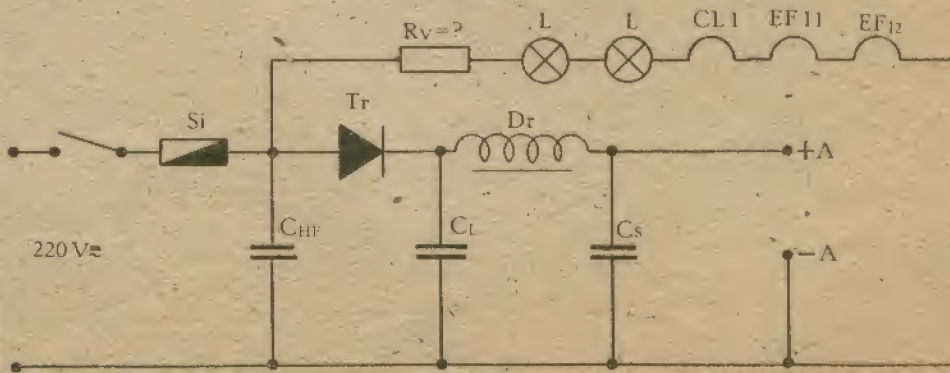 Rv=? L L CL1 EF11 EF12
Si Tr Dr
+A
220 V≂ CHF CL CS −A